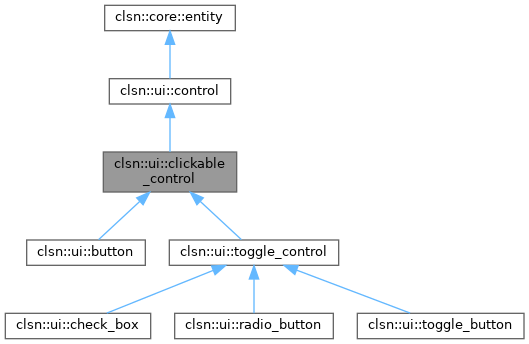 clsn::core::entity
clsn::ui::control
clsn::ui::clickable
_control
clsn::ui::button
clsn::ui::toggle_control
clsn::ui::check_box
clsn::ui::radio_button
clsn::ui::toggle_button